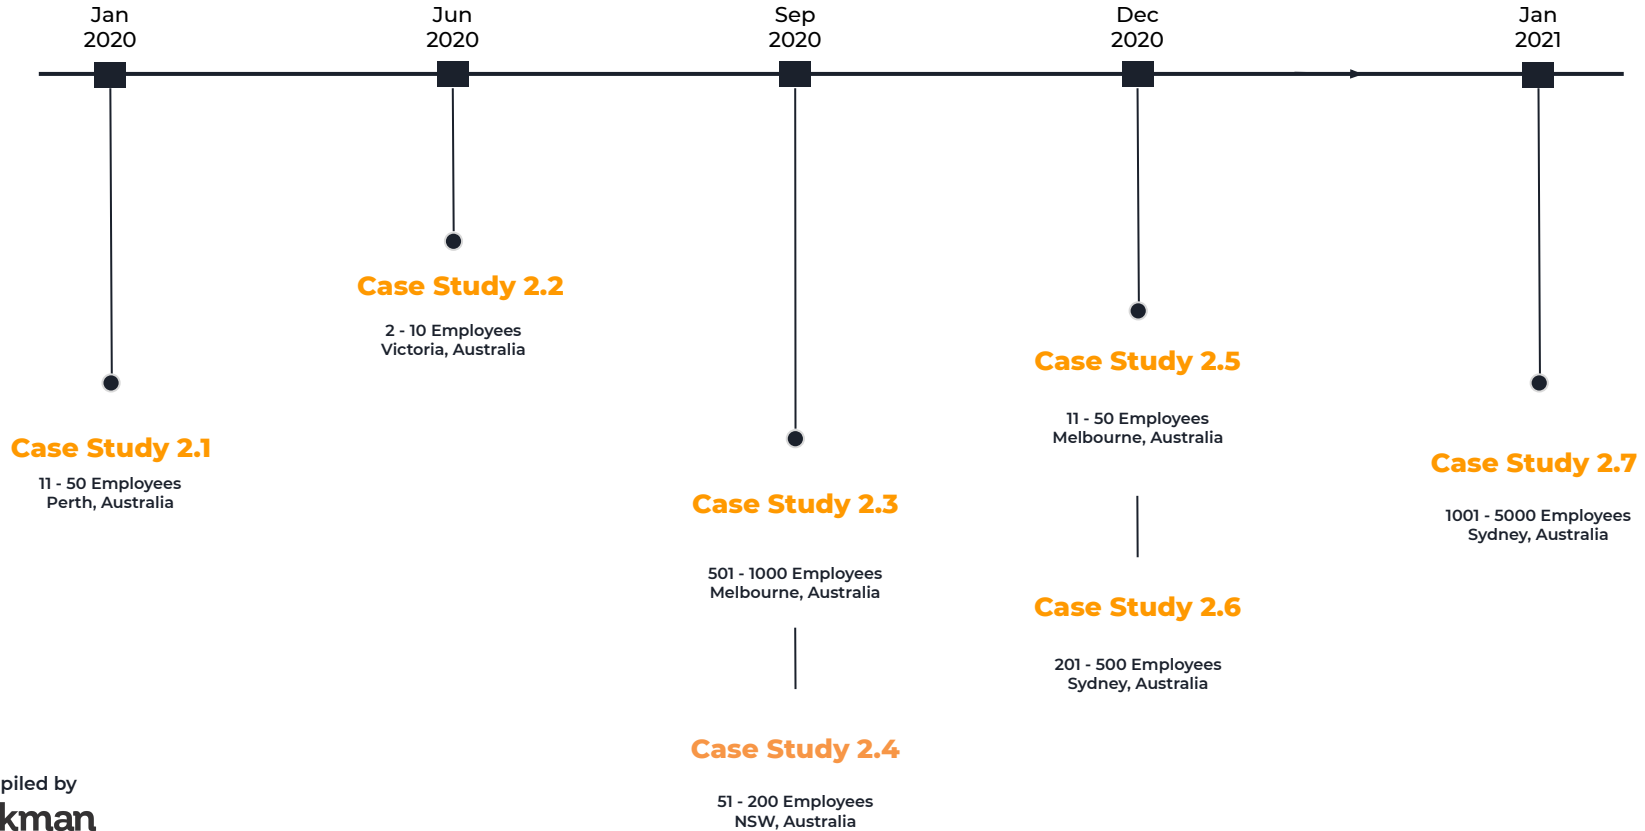 Jan
2020
Jun
2020
Sep
2020
Dec
2020
Jan
2021
Case Study 2.1
11 - 50 Employees
Perth, Australia
Case Study 2.2
2 - 10 Employees
Victoria, Australia
Case Study 2.3
501 - 1000 Employees
Melbourne, Australia
Case Study 2.4
51 - 200 Employees
NSW, Australia
Case Study 2.5
11 - 50 Employees
Melbourne, Australia
Case Study 2.6
201 - 500 Employees
Sydney, Australia
Case Study 2.7
1001 - 5000 Employees
Sydney, Australia
piled by
kman